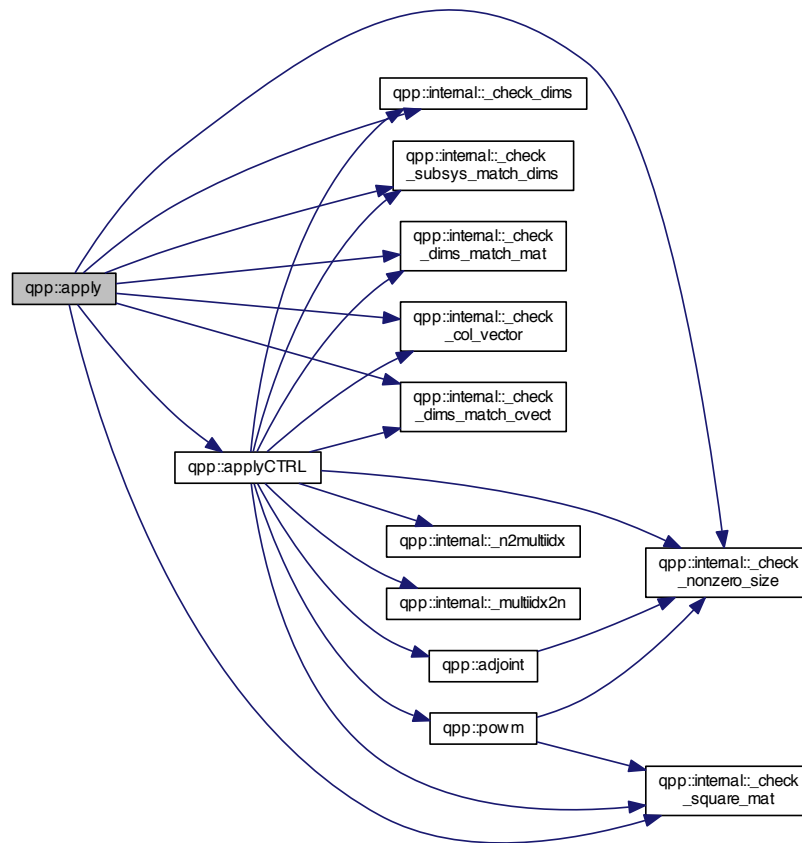 qpp::internal::_check_dims
qpp::internal::_check
_subsys_match_dims
qpp::internal::_check
_dims_match_mat
qpp::apply
qpp::internal::_check
_col_vector
qpp::internal::_check
_dims_match_cvect
qpp::applyCTRL
qpp::internal::_n2multiidx
qpp::internal::_check
_nonzero_size
qpp::internal::_multiidx2n
qpp::adjoint
qpp::powm
qpp::internal::_check
_square_mat